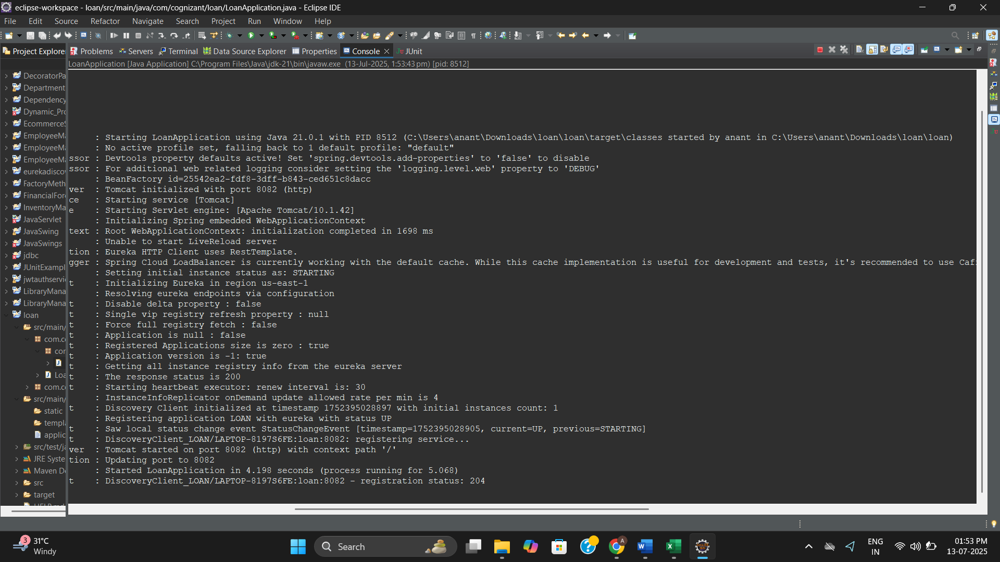 eclipse-workspace - loan/src/main/java/com/cognizant/loan/LoanApplication.java - Eclipse IDE
File Edit Source Refactor Navigate Search Project Run Window Help
Project Explorer Problems Servers Terminal Data Source Explorer Properties Console JUnit
LoanApplication [Java Application] C:\Program Files\Java\jdk-21\bin\javaw.exe (13-Jul-2025, 1:53:43 pm) [pid: 8512]
DecoratorPa
Department
Dependency
Dynamic_Pro
EcommerceS
EmployeeMa
EmployeeMa
EmployeeMa
eurekadiscov
FactoryMeth
FinancialFore
InventoryMa
JavaServlet
JavaSwing
JavaSwings
jdbc
JUnitExampl
jwtauthservi
LibraryMana
LibraryMana
loan
src/main/
com.co
cor
Loa
com.co
src/main/
static
templa
applic
src/test/ja
JRE Syste
Maven De
src
target
HELP.md
: Starting LoanApplication using Java 21.0.1 with PID 8512 (C:\Users\anant\Downloads\loan\loan\target\classes started by anant in C:\Users\anant\Downloads\loan\loan)
: No active profile set, falling back to 1 default profile: "default"
ssor : Devtools property defaults active! Set 'spring.devtools.add-properties' to 'false' to disable
ssor : For additional web related logging consider setting the 'logging.level.web' property to 'DEBUG'
: BeanFactory id=25542ea2-fdf8-3dff-b843-ced651c8dacc
ver : Tomcat initialized with port 8082 (http)
ce : Starting service [Tomcat]
e : Starting Servlet engine: [Apache Tomcat/10.1.42]
: Initializing Spring embedded WebApplicationContext
text : Root WebApplicationContext: initialization completed in 1698 ms
: Unable to start LiveReload server
tion : Eureka HTTP Client uses RestTemplate.
gger : Spring Cloud LoadBalancer is currently working with the default cache. While this cache implementation is useful for development and tests, it's recommended to use Caf
: Setting initial instance status as: STARTING
t : Initializing Eureka in region us-east-1
: Resolving eureka endpoints via configuration
t : Disable delta property : false
t : Single vip registry refresh property : null
t : Force full registry fetch : false
t : Application is null : false
t : Registered Applications size is zero : true
t : Application version is -1: true
t : Getting all instance registry info from the eureka server
t : The response status is 200
t : Starting heartbeat executor: renew interval is: 30
: InstanceInfoReplicator onDemand update allowed rate per min is 4
t : Discovery Client initialized at timestamp 1752395028897 with initial instances count: 1
: Registering application LOAN with eureka with status UP
t : Saw local status change event StatusChangeEvent [timestamp=1752395028905, current=UP, previous=STARTING]
t : DiscoveryClient_LOAN/LAPTOP-8197S6FE:loan:8082: registering service...
ver : Tomcat started on port 8082 (http) with context path '/'
tion : Updating port to 8082
: Started LoanApplication in 4.198 seconds (process running for 5.068)
t : DiscoveryClient_LOAN/LAPTOP-8197S6FE:loan:8082 - registration status: 204
3
31°C
Windy
Search
ENG
IN
01:53 PM
13-07-2025